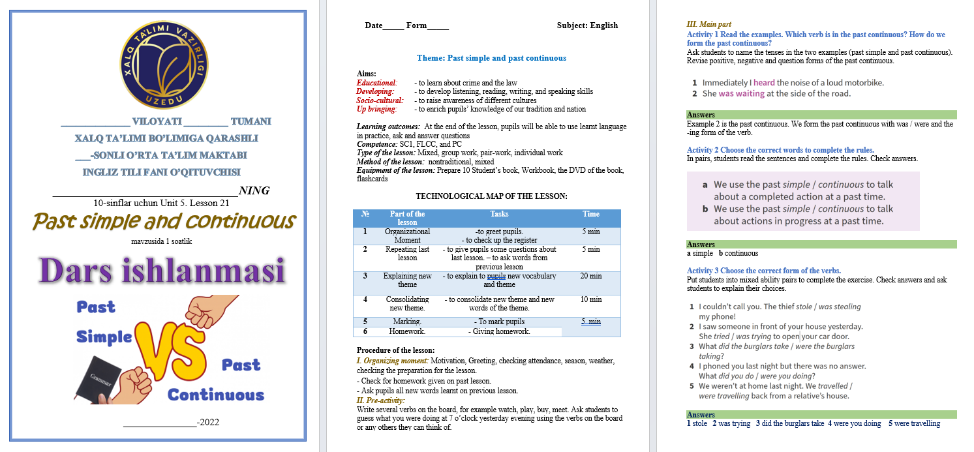 XALQ TA'LIMI VAZIRLIGI
UZEDU
_____________ VILOYATI _________ TUMANI
XALQ TA'LIMI BO'LIMIGA QARASHLI
___-SONLI O'RTA TA'LIM MAKTABI
INGLIZ TILI FANI O'QITUVCHISI
______________________________NING
10-sinflar uchun Unit 5. Lesson 21
Past simple and continuous
mavzusida 1 soatlik
Dars ishlanmasi
Past
Simple
VS
Past
Continuous
________________-2022
Date_____ Form_____ Subject: English
Theme: Past simple and past continuous
Aims:
Educational: - to learn about crime and the law
Developing: - to develop listening, reading, writing, and speaking skills
Socio-cultural: - to raise awareness of different cultures
Up bringing: - to enrich pupils' knowledge of our tradition and nation
Learning outcomes: At the end of the lesson, pupils will be able to use learnt language
in practice, ask and answer questions
Competence: SC1, FLCC, and PC
Type of the lesson: Mixed, group work, pair-work, individual work
Method of the lesson: nontraditional, mixed
Equipment of the lesson: Prepare 10 Student's book, Workbook, the DVD of the book,
flashcards
TECHNOLOGICAL MAP OF THE LESSON:
№ Part of the lesson Tasks Time
1 Organizational Moment -to greet pupils. - to check up the register 5 min
2 Repeating last lesson - to give pupils some questions about last lesson. – to ask words from previous lesson 5 min
3 Explaining new theme - to explain to pupils new vocabulary and theme 20 min
4 Consolidating new theme. - to consolidate new theme and new words of the theme. 10 min
5 Marking. - To mark pupils 5 min
6 Homework. - Giving homework.
Procedure of the lesson:
I. Organizing moment: Motivation, Greeting, checking attendance, season, weather,
checking the preparation for the lesson.
- Check for homework given on past lesson.
- Ask pupils all new words learnt on previous lesson.
II. Pre-activity:
Write several verbs on the board, for example watch, play, buy, meet. Ask students to
guess what you were doing at 7 o'clock yesterday evening using the verbs on the board
or any others they can think of.
III. Main part
Activity 1 Read the examples. Which verb is in the past continuous? How do we
form the past continuous?
Ask students to name the tenses in the two examples (past simple and past continuous).
Revise positive, negative and question forms of the past continuous.
1 Immediately I heard the noise of a loud motorbike.
2 She was waiting at the side of the road.
Answers
Example 2 is the past continuous. We form the past continuous with was / were and the
-ing form of the verb.
Activity 2 Choose the correct words to complete the rules.
In pairs, students read the sentences and complete the rules. Check answers.
a We use the past simple / continuous to talk
about a completed action at a past time.
b We use the past simple / continuous to talk
about actions in progress at a past time.
Answers
a simple b continuous
Activity 3 Choose the correct form of the verbs.
Put students into mixed ability pairs to complete the exercise. Check answers and ask
students to explain their choices.
1 I couldn't call you. The thief stole / was stealing
my phone!
2 I saw someone in front of your house yesterday.
She tried / was trying to open your car door.
3 What did the burglars take / were the burglars
taking?
4 I phoned you last night but there was no answer.
What did you do / were you doing?
5 We weren't at home last night. We travelled /
were travelling back from a relative's house.
Answers
1 stole 2 was trying 3 did the burglars take 4 were you doing 5 were travelling